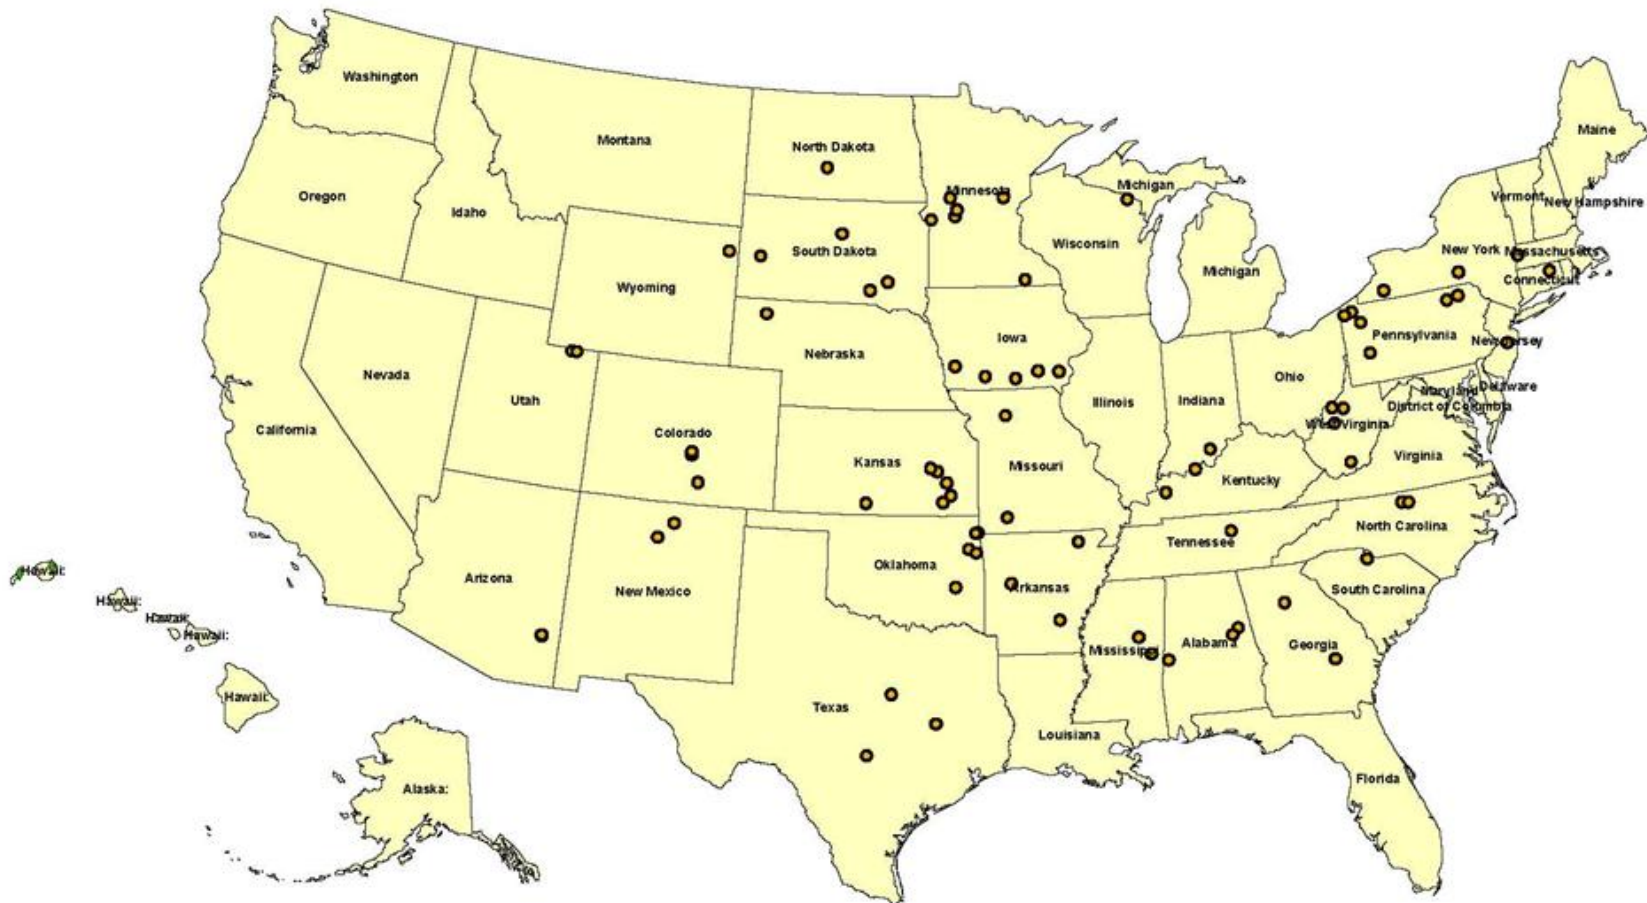 Washington
Montana
North Dakota
Minnesota
Michigan
Maine
Oregon
Idaho
Vermont
New Hampshire
South Dakota
Wisconsin
New York
Massachusetts
Michigan
Wyoming
Connecticut
Iowa
Pennsylvania
New Jersey
Nebraska
Nevada
Ohio
Utah
Illinois
Indiana
Maryland
Delaware
District of Columbia
California
Colorado
West Virginia
Kansas
Missouri
Virginia
Kentucky
North Carolina
Tennessee
Hawaii:
Arizona
Oklahoma
New Mexico
Arkansas
South Carolina
Hawaii:
Hawaii:
Hawaii:
Mississippi
Alabama
Georgia
Hawaii:
Texas
Louisiana
Florida
Alaska: